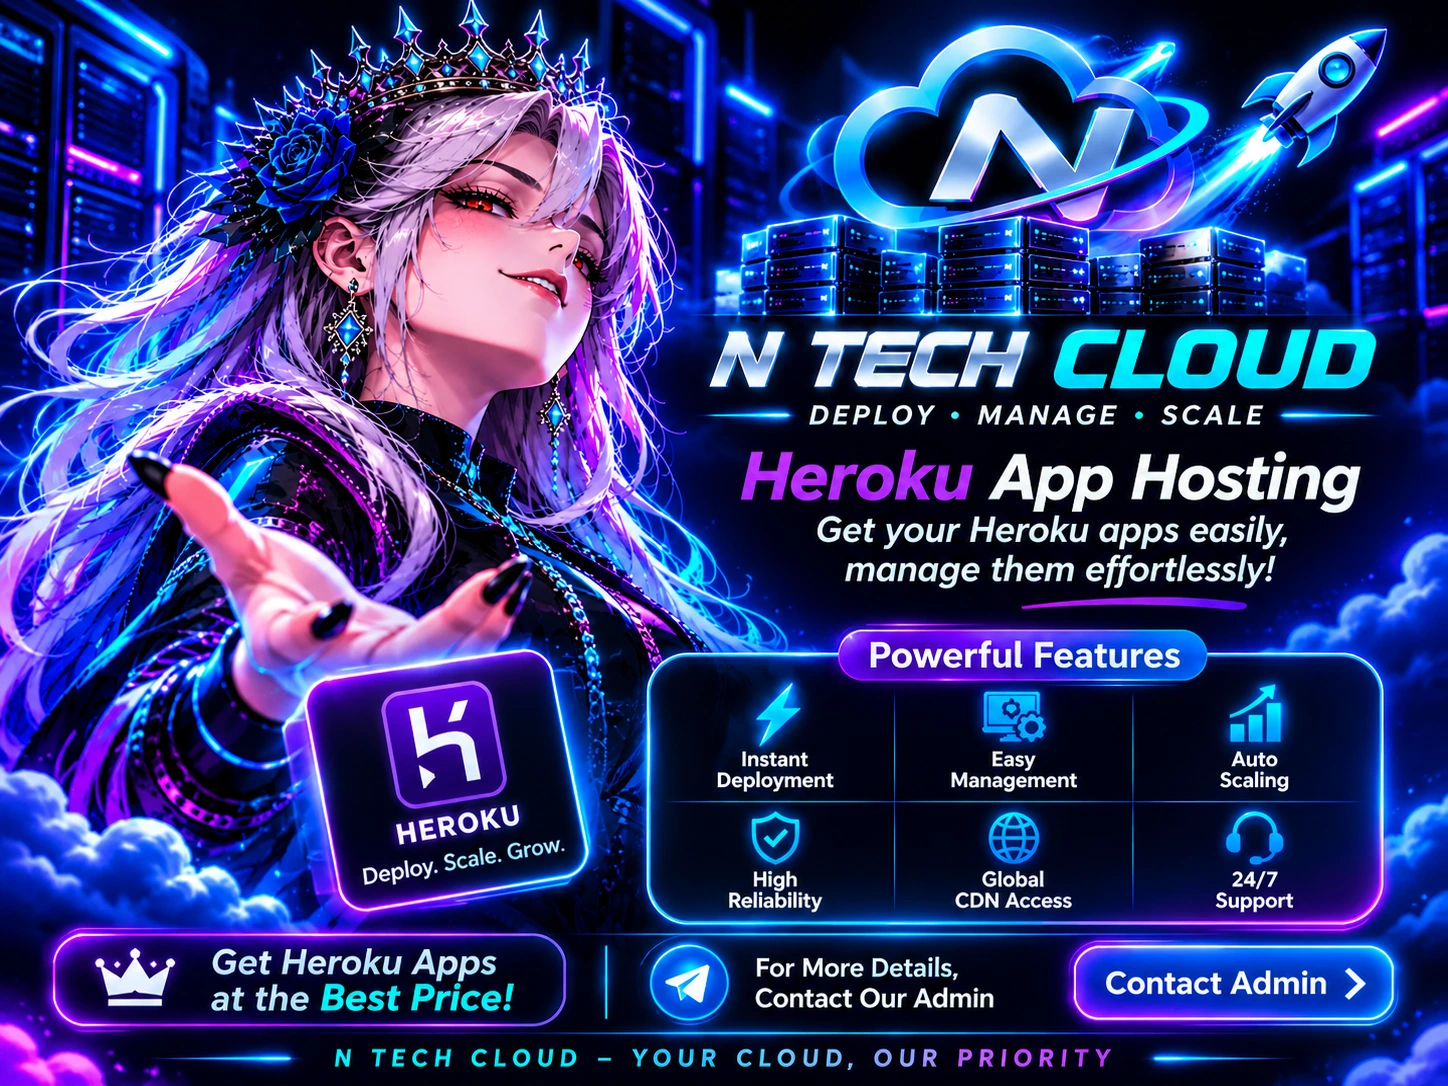 N
N TECH CLOUD
DEPLOY • MANAGE • SCALE
Heroku App Hosting
Get your Heroku apps easily,
manage them effortlessly!
Powerful Features
Instant
Deployment
Easy
Management
Auto
Scaling
High
Reliability
Global
CDN Access
24/7
Support
HEROKU
Deploy. Scale. Grow.
Get Heroku Apps
at the Best Price!
For More Details,
Contact Our Admin
Contact Admin
N TECH CLOUD – YOUR CLOUD, OUR PRIORITY